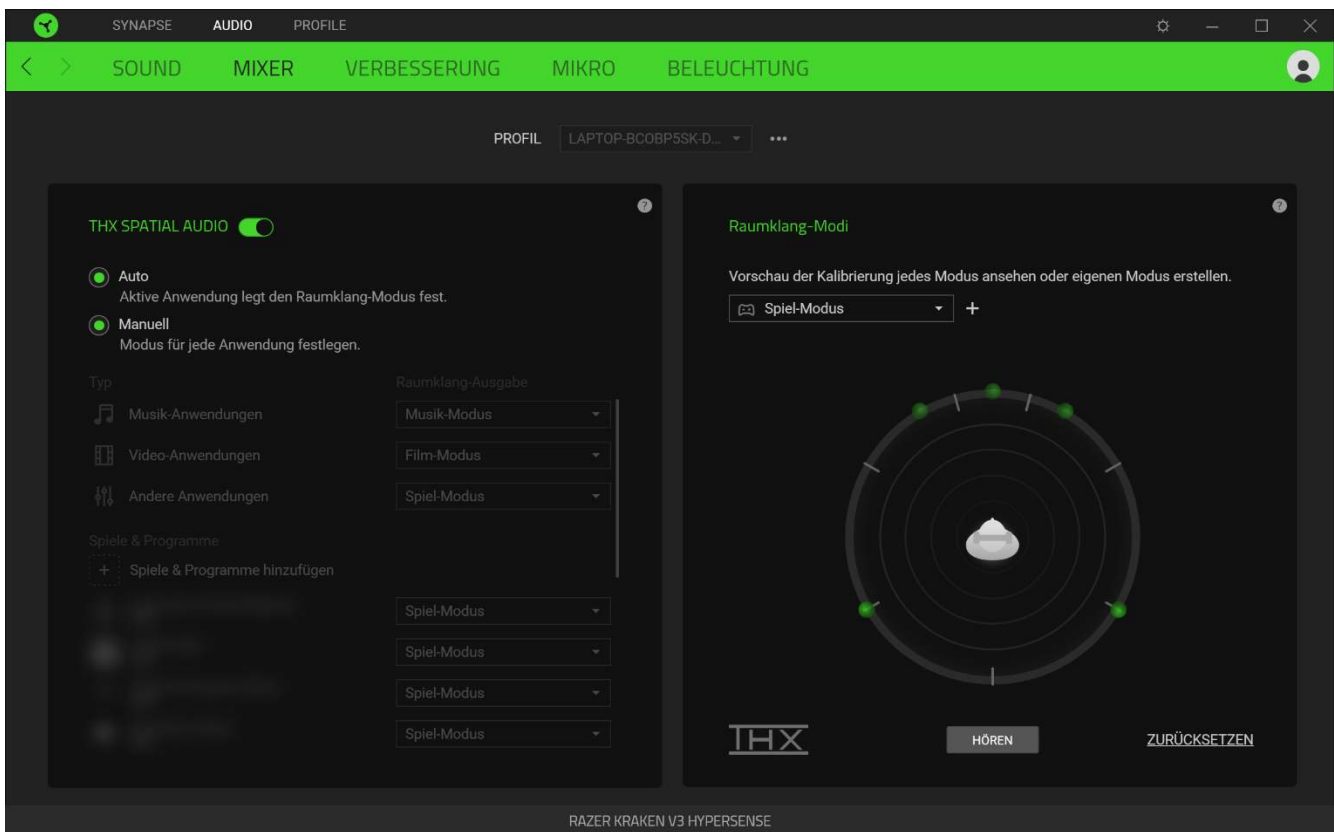 SYNAPSE AUDIO PROFILE
SOUND MIXER VERBESSERUNG MIKRO BELEUCHTUNG
PROFIL LAPTOP-BCOBP5SK-D... •••
THX SPATIAL AUDIO
Auto
Aktive Anwendung legt den Raumklang-Modus fest.
Manuell
Modus für jede Anwendung festlegen.
Typ Raumklang-Ausgabe
Musik-Anwendungen Musik-Modus
Video-Anwendungen Film-Modus
Andere Anwendungen Spiel-Modus
Spiele & Programme
+ Spiele & Programme hinzufügen
Spiel-Modus
Spiel-Modus
Spiel-Modus
Spiel-Modus
Raumklang-Modi
Vorschau der Kalibrierung jedes Modus ansehen oder eigenen Modus erstellen.
Spiel-Modus +
THX HÖREN ZURÜCKSETZEN
RAZER KRAKEN V3 HYPERSENSE